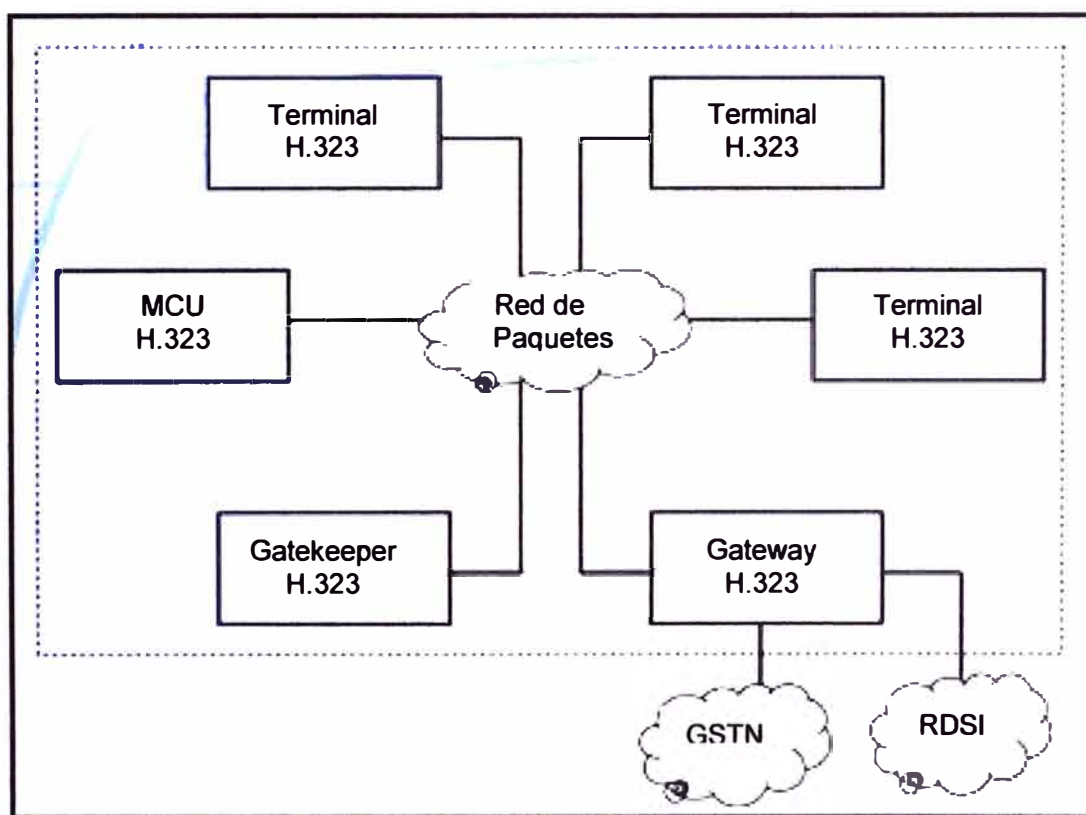 Terminal
H.323
Terminal
H.323
MCU
H.323
Red de
Paquetes
Terminal
H.323
Gatekeeper
H.323
Gateway
H.323
GSTN
RDSI